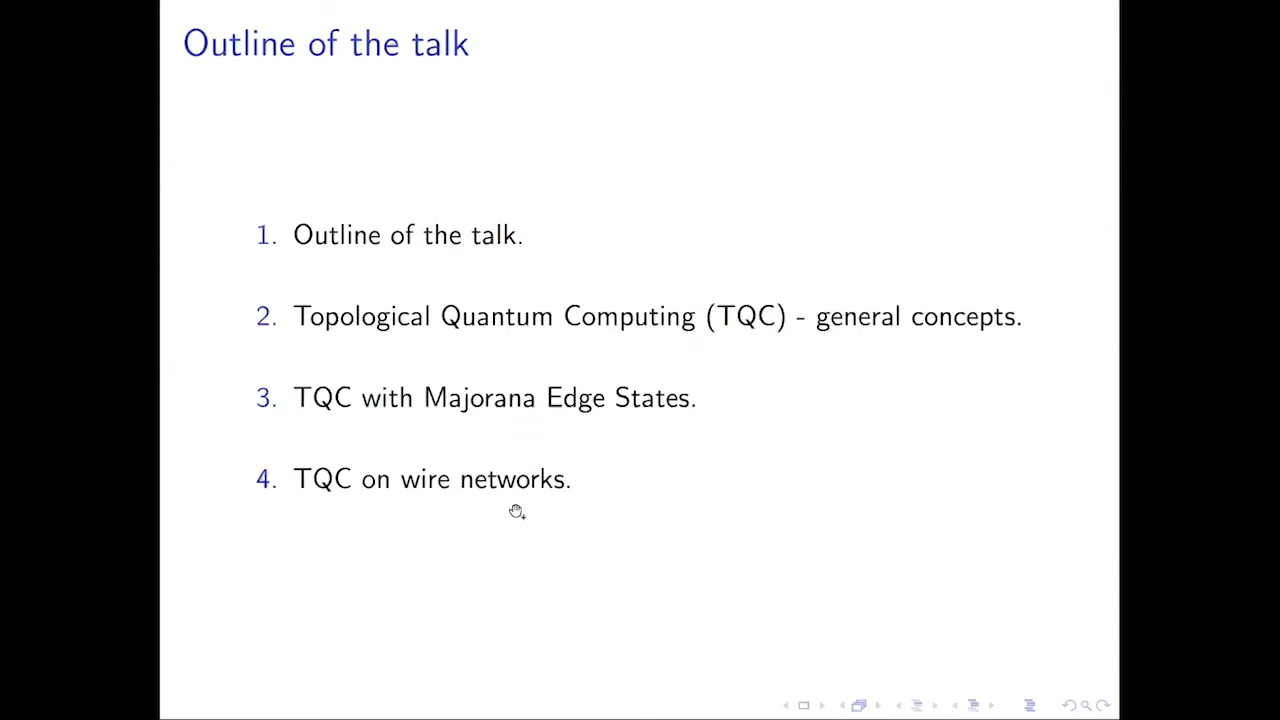 Outline of the talk
1. Outline of the talk.
2. Topological Quantum Computing (TQC) - general concepts.
3. TQC with Majorana Edge States.
4. TQC on wire networks.